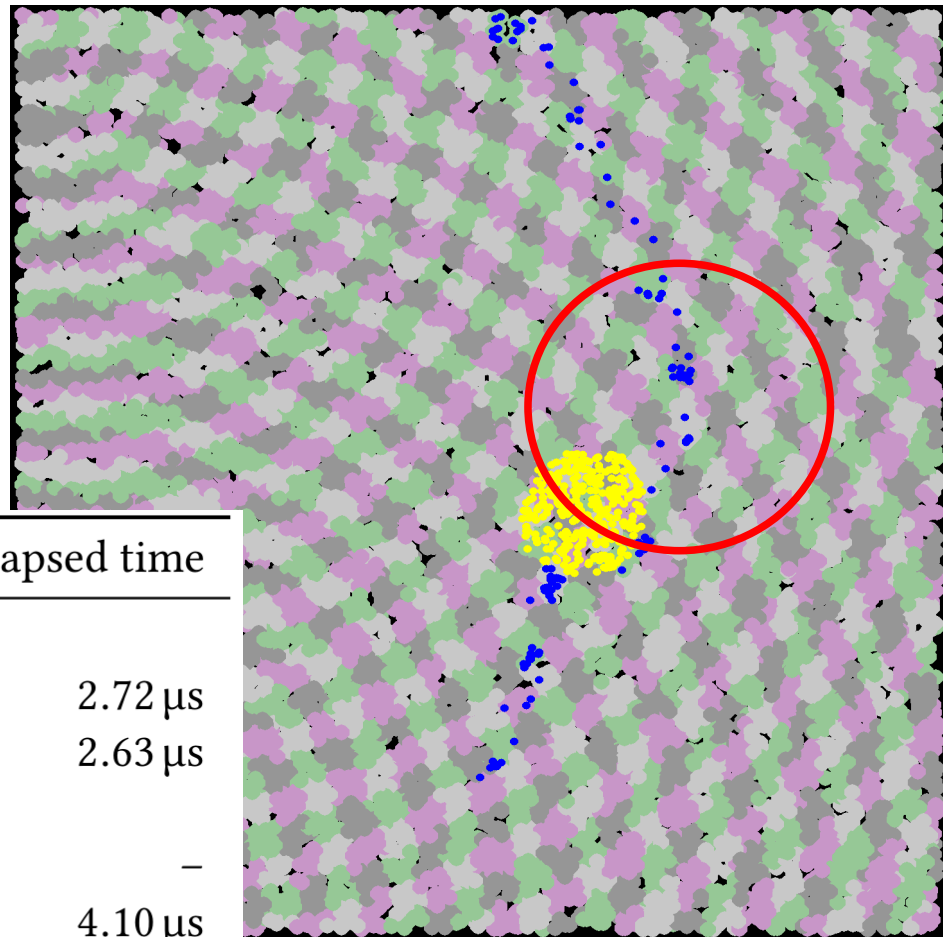 apsed time
2.72 µs
2.63 µs
–
4.10 µs